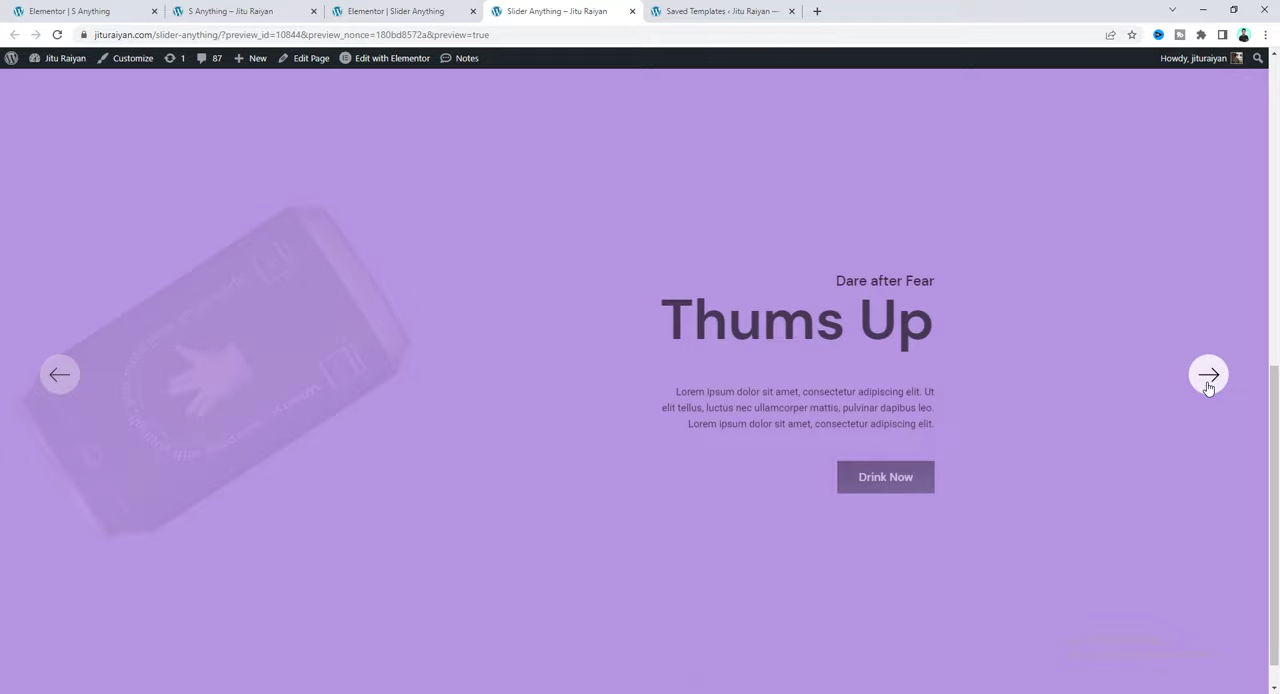 Elementor | S Anything
S Anything – Jitu Raiyan
Elementor | Slider Anything
Slider Anything – Jitu Raiyan
Saved Templates ‹ Jitu Raiyan —
jituraiyan.com/slider-anything/?preview_id=10844&preview_nonce=180bd8572a&preview=true
Jitu Raiyan
Customize
1
87
New
Edit Page
Edit with Elementor
Notes
Howdy, jituraiyan
Dare after Fear
Thums Up
Lorem ipsum dolor sit amet, consectetur adipiscing elit. Ut
elit tellus, luctus nec ullamcorper mattis, pulvinar dapibus leo.
Lorem ipsum dolor sit amet, consectetur adipiscing elit.
Drink Now